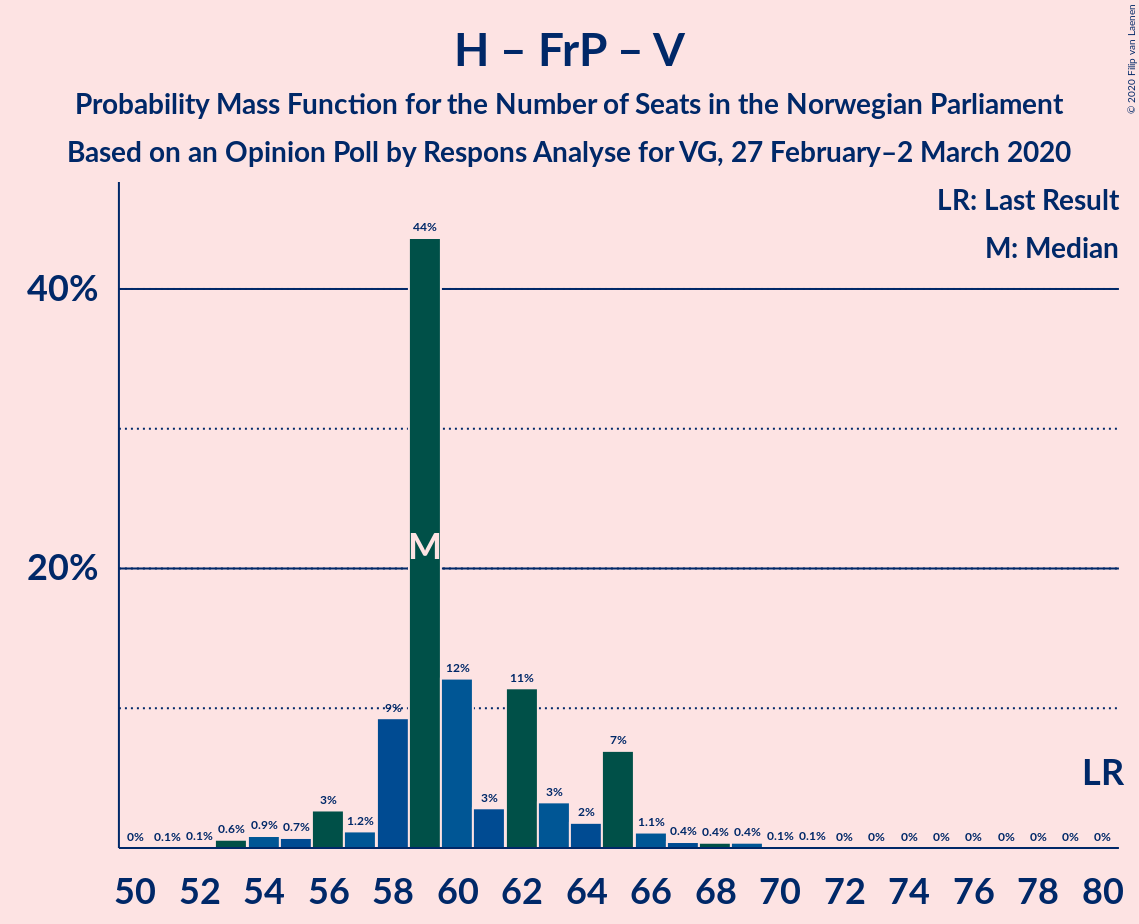 H – FrP – V
Probability Mass Function for the Number of Seats in the Norwegian Parliament
Based on an Opinion Poll by Respons Analyse for VG, 27 February–2 March 2020
© 2020 Filip van Laenen
LR: Last Result
M: Median
40%
20%
0% 0.1% 0.1% 0.6% 0.9% 0.7% 3% 1.2% 9% 44% 12% 3% 11% 3% 2% 7% 1.1% 0.4% 0.4% 0.4% 0.1% 0.1% 0% 0% 0% 0% 0% 0% 0% 0% 0%
M
LR
50 52 54 56 58 60 62 64 66 68 70 72 74 76 78 80